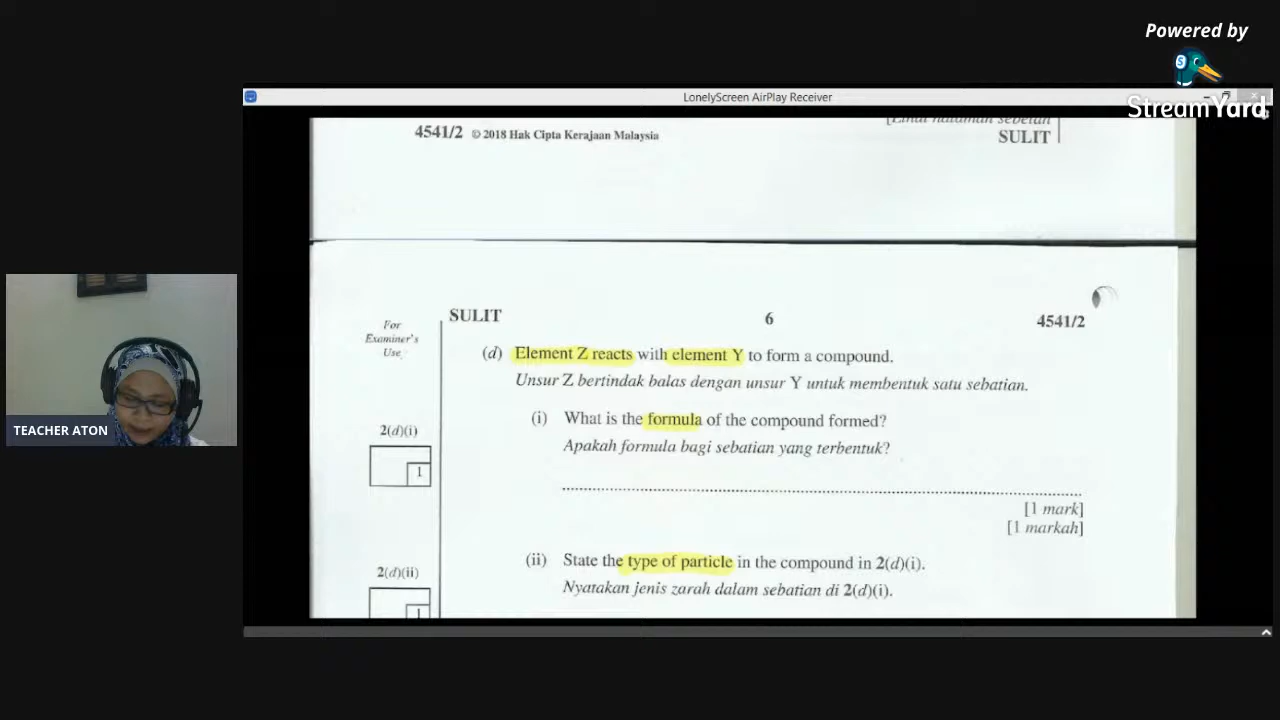 Powered by
StreamYard
LonelyScreen AirPlay Receiver
4541/2 © 2018 Hak Cipta Kerajaan Malaysia
[Lihat halaman sebelah
SULIT
SULIT
6
4541/2
For
Examiner's
Use
(d) Element Z reacts with element Y to form a compound.
Unsur Z bertindak balas dengan unsur Y untuk membentuk satu sebatian.
(i) What is the formula of the compound formed?
Apakah formula bagi sebatian yang terbentuk?
2(d)(i)
1
[1 mark]
[1 markah]
(ii) State the type of particle in the compound in 2(d)(i).
Nyatakan jenis zarah dalam sebatian di 2(d)(i).
2(d)(ii)
1
TEACHER ATON